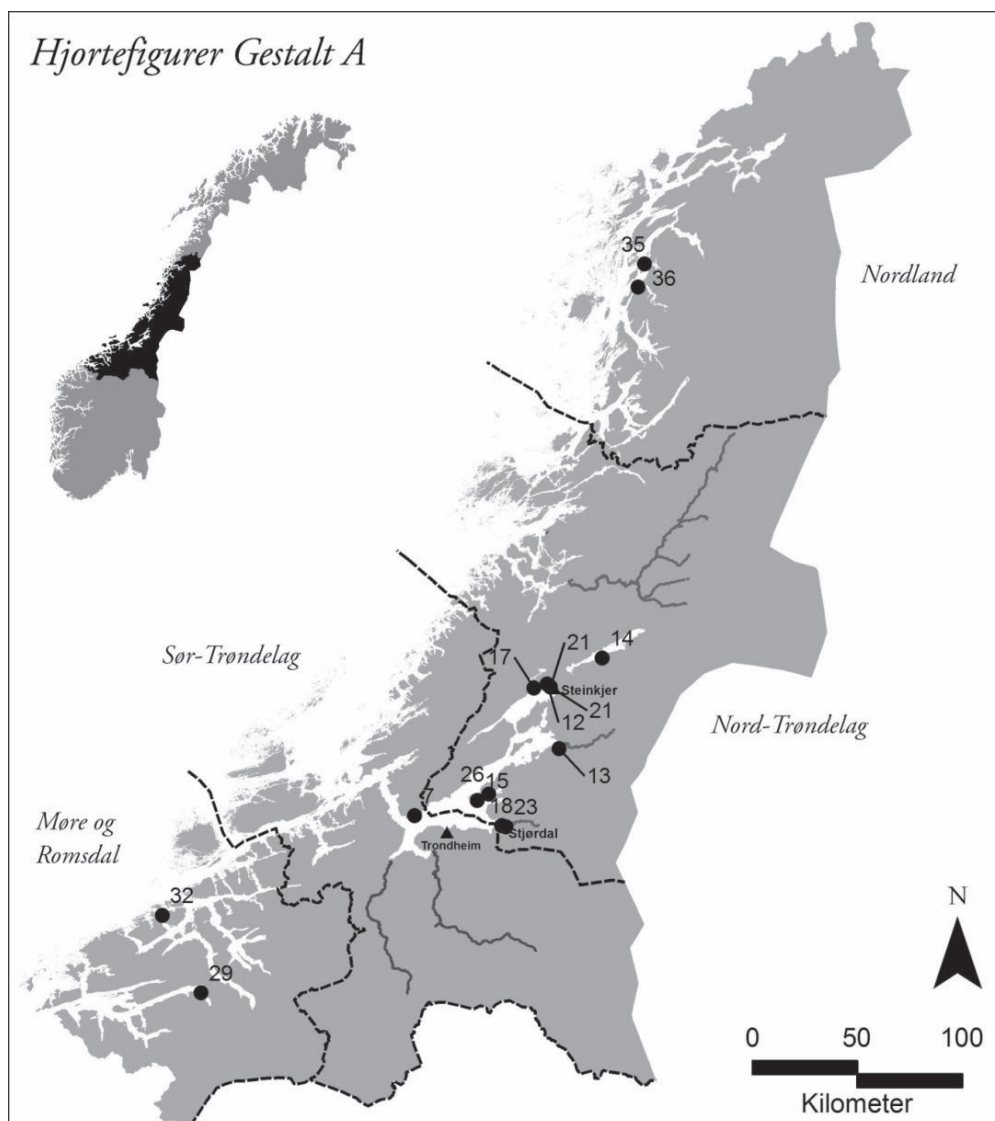 Hjortefigurer Gestalt A
35
36
Nordland
Sør-Trøndelag
17
21
14
Steinkjer
12
21
Nord-Trøndelag
13
26
15
18
23
Stjørdal
Trondheim
Møre og
Romsdal
32
29
N
0 50 100
Kilometer